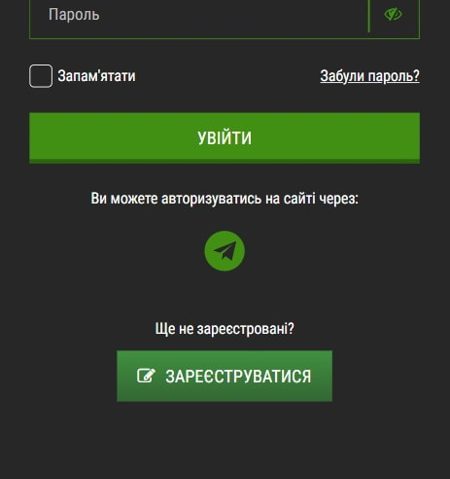 Пароль
Запам'ятати Забули пароль?
УВІЙТИ
Ви можете авторизуватись на сайті через:
Ще не зареєстровані?
ЗАРЕЄСТРУВАТИСЯ